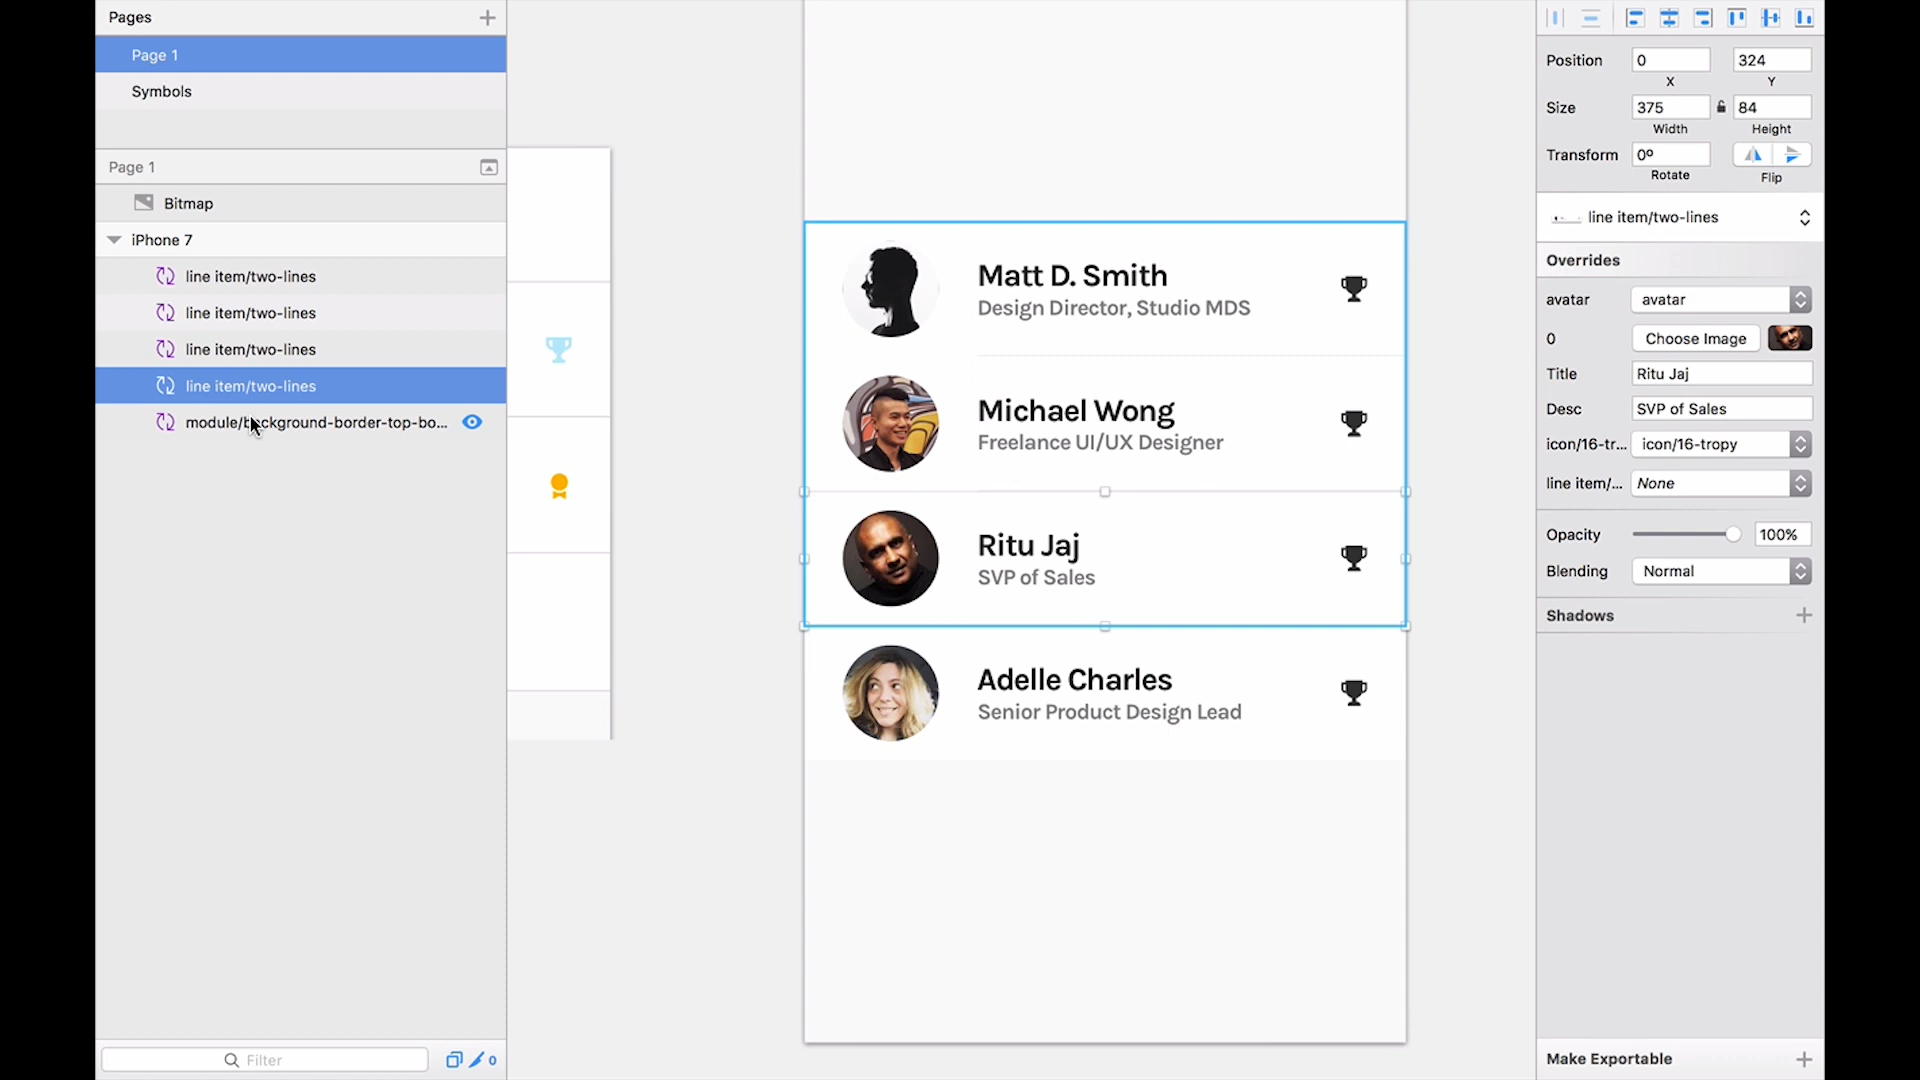 Pages
Page 1
Symbols
Page 1
Bitmap
iPhone 7
line item/two-lines
line item/two-lines
line item/two-lines
line item/two-lines
module/background-border-top-bo...
Filter
0
Matt D. Smith
Design Director, Studio MDS
Michael Wong
Freelance UI/UX Designer
Ritu Jaj
SVP of Sales
Adelle Charles
Senior Product Design Lead
Position 0 324
X Y
Size 375 84
Width Height
Transform 0º
Rotate Flip
line item/two-lines
Overrides
avatar avatar
0 Choose Image
Title Ritu Jaj
Desc SVP of Sales
icon/16-tr... icon/16-tropy
line item/... None
Opacity 100%
Blending Normal
Shadows
Make Exportable